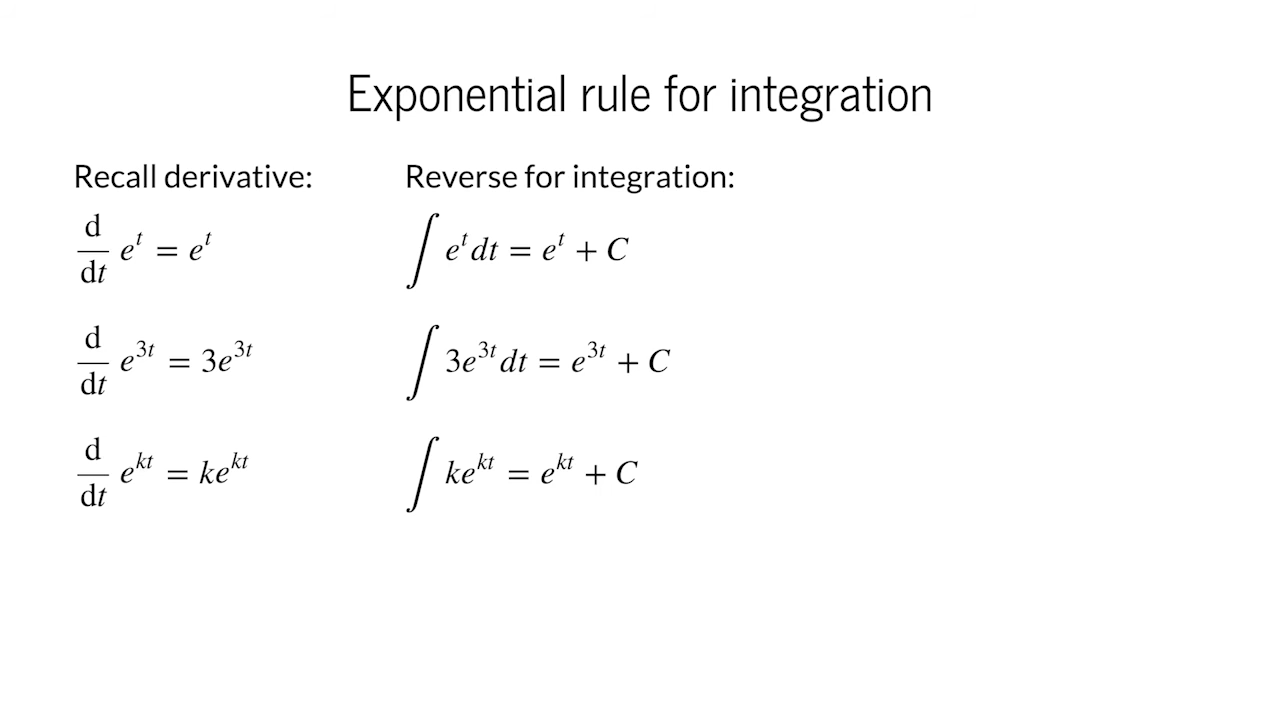 Exponential rule for integration
Recall derivative:
d/dt e^t = e^t
d/dt e^{3t} = 3e^{3t}
d/dt e^{kt} = ke^{kt}
Reverse for integration:
∫ e^t dt = e^t + C
∫ 3e^{3t} dt = e^{3t} + C
∫ ke^{kt} = e^{kt} + C